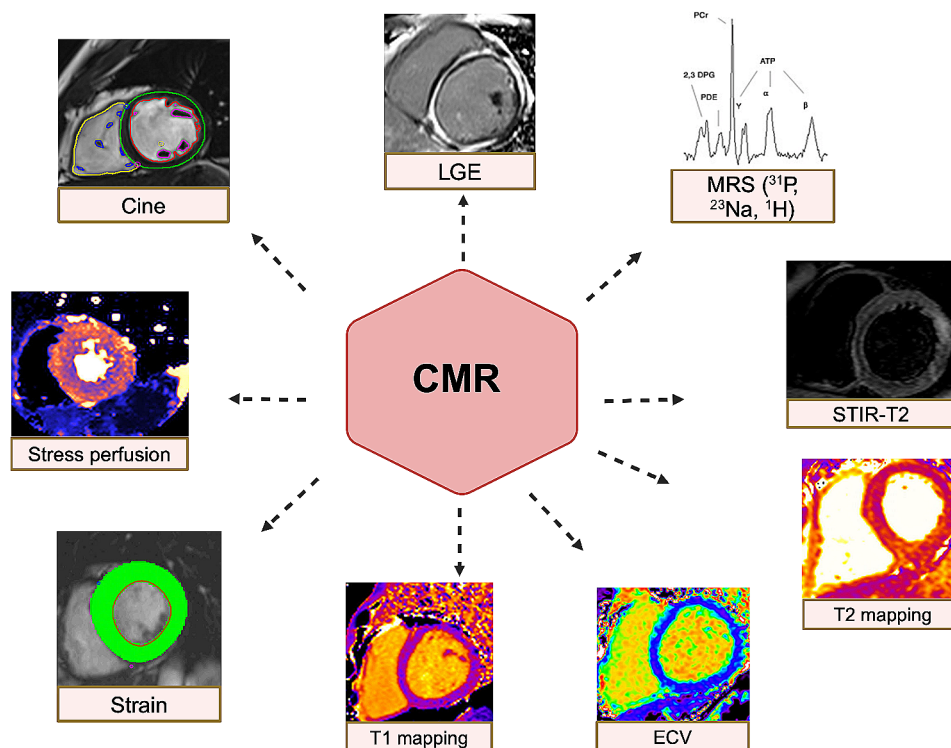 PCr
2,3 DPG
PDE
γ
ATP
α
β
Cine
LGE
MRS (³¹P,
²³Na, ¹H)
CMR
Stress perfusion
STIR-T2
T2 mapping
Strain
T1 mapping
ECV